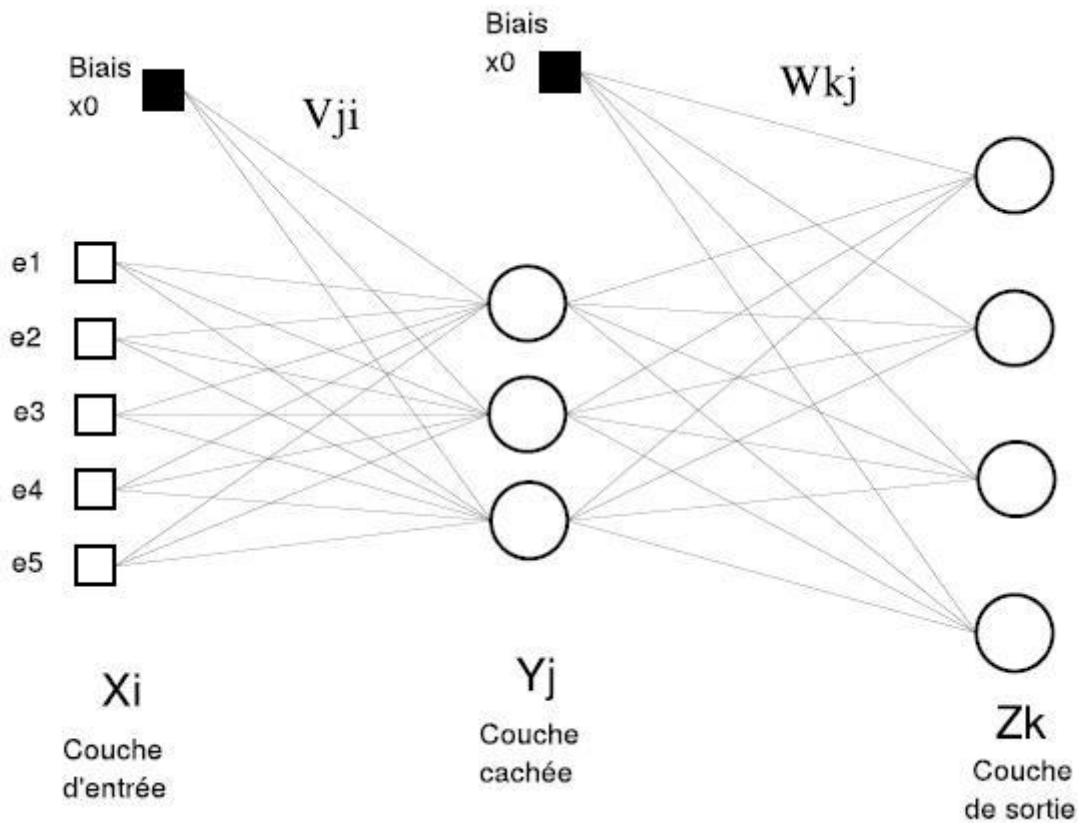 Biais
x0
Vji
Biais
x0
Wkj
e1
e2
e3
e4
e5
Xi
Couche
d'entrée
Yj
Couche
cachée
Zk
Couche
de sortie